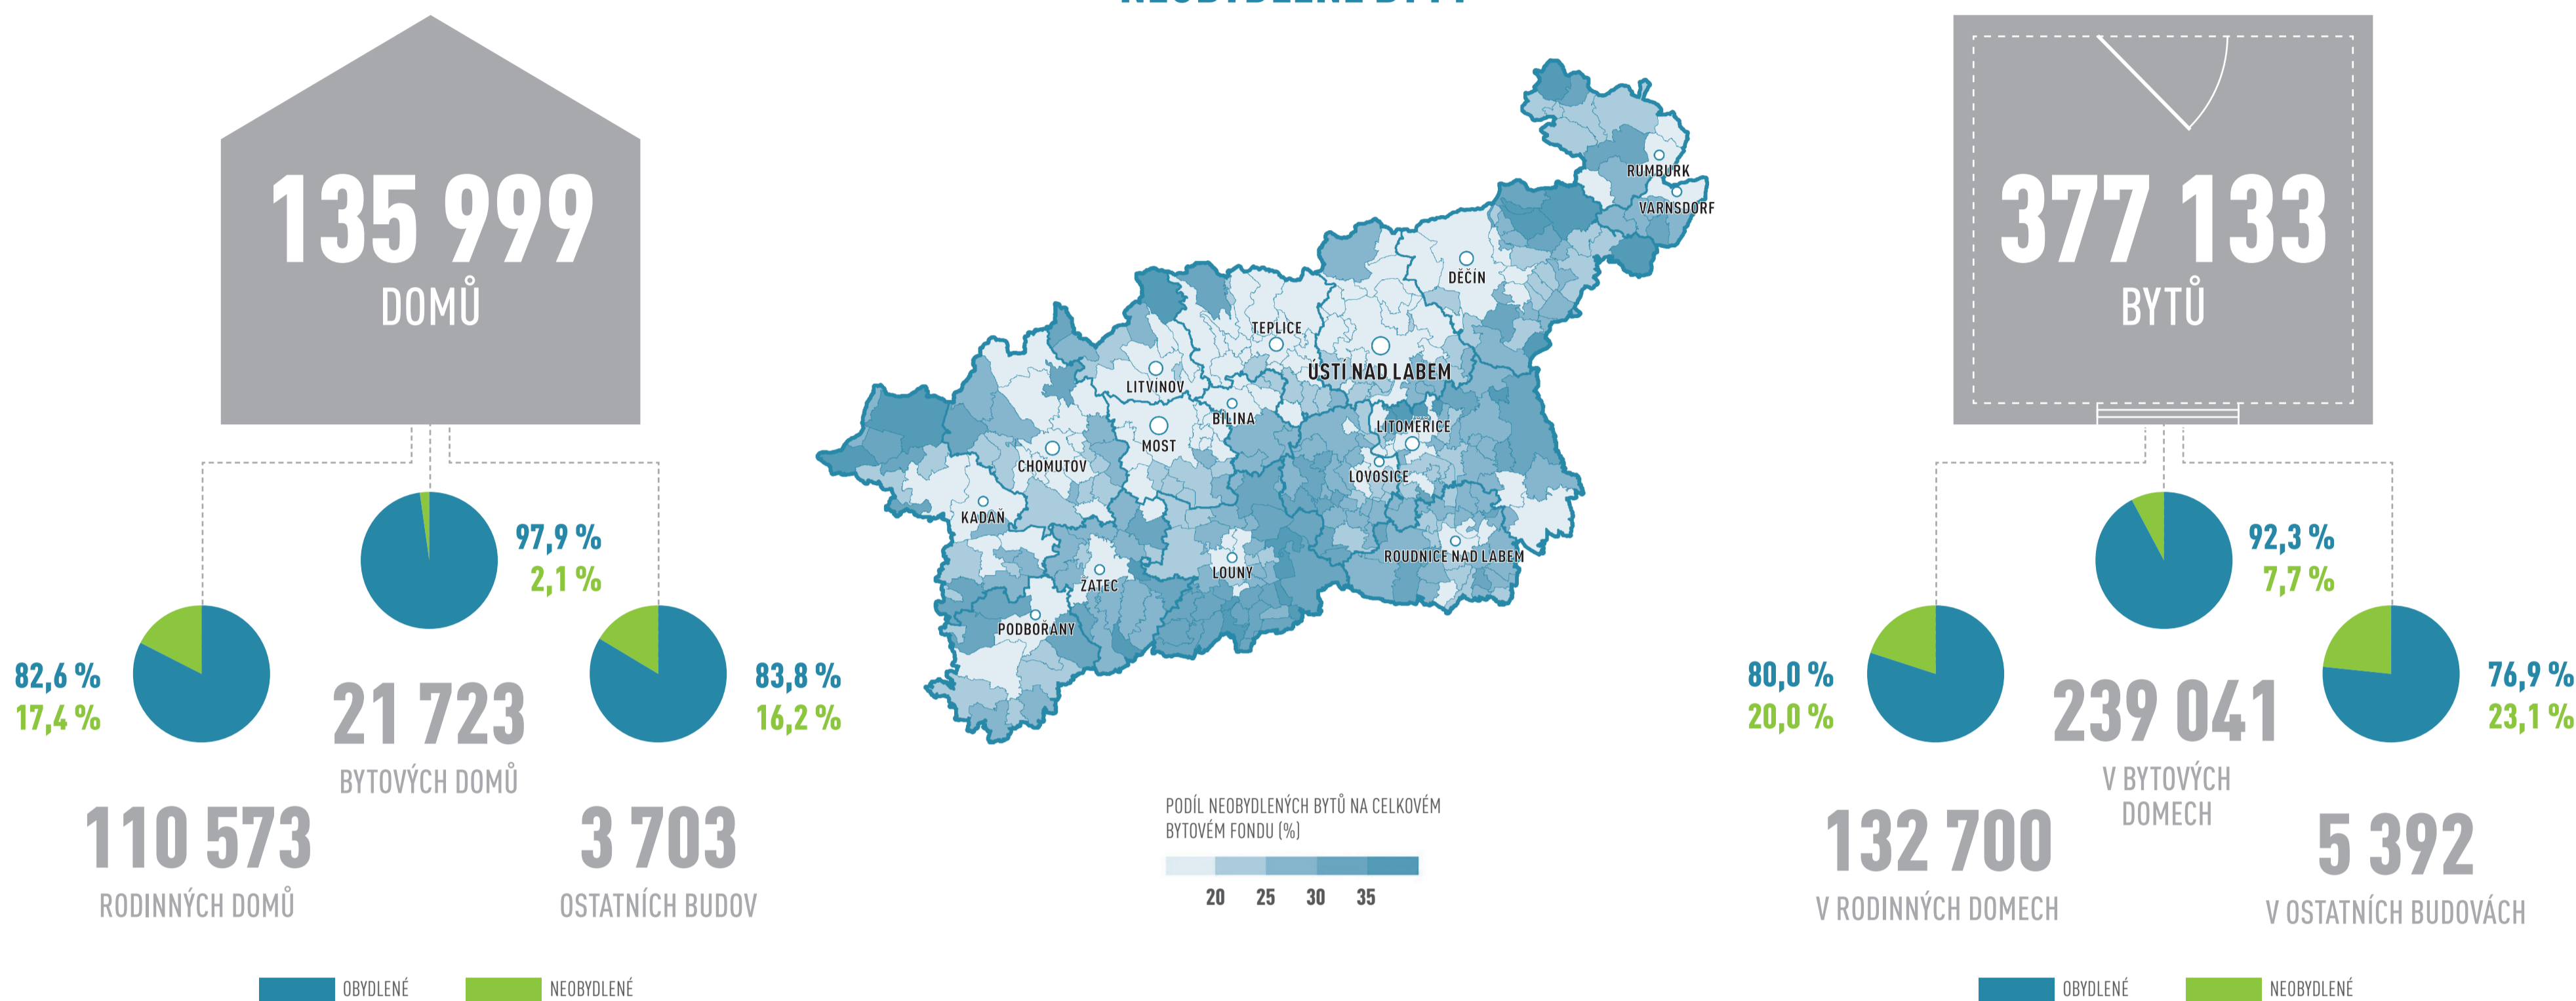 135 999
DOMŮ
97,9 %
2,1 %
82,6 %
17,4 %
83,8 %
16,2 %
21 723
BYTOVÝCH DOMŮ
110 573
RODINNÝCH DOMŮ
3 703
OSTATNÍCH BUDOV
OBYDLENÉ
NEOBYDLENÉ
RUMBURK
VARNSDORF
DĚČÍN
TEPLICE
ÚSTÍ NAD LABEM
LITVÍNOV
BÍLINA
LITOMĚŘICE
MOST
CHOMUTOV
LOVOSICE
KADAŇ
ROUDNICE NAD LABEM
LOUNY
ŽATEC
PODBOŘANY
PODÍL NEOBYDLENÝCH BYTŮ NA CELKOVÉM
BYTOVÉM FONDU (%)
20 25 30 35
377 133
BYTŮ
92,3 %
7,7 %
80,0 %
20,0 %
76,9 %
23,1 %
239 041
V BYTOVÝCH
DOMECH
132 700
V RODINNÝCH DOMECH
5 392
V OSTATNÍCH BUDOVÁCH
OBYDLENÉ
NEOBYDLENÉ